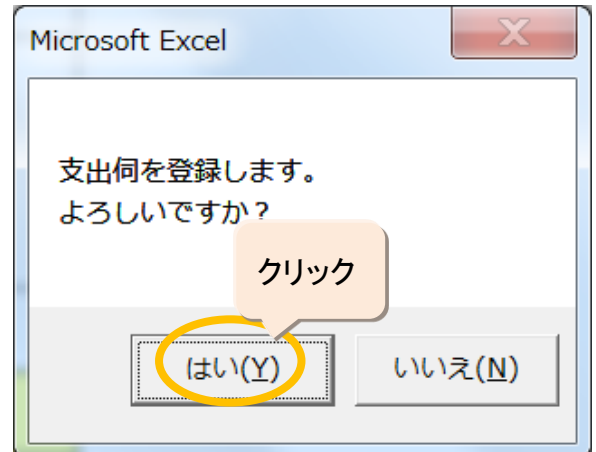 Microsoft Excel
支出伺を登録します。
よろしいですか？
クリック
はい(Y)
いいえ(N)